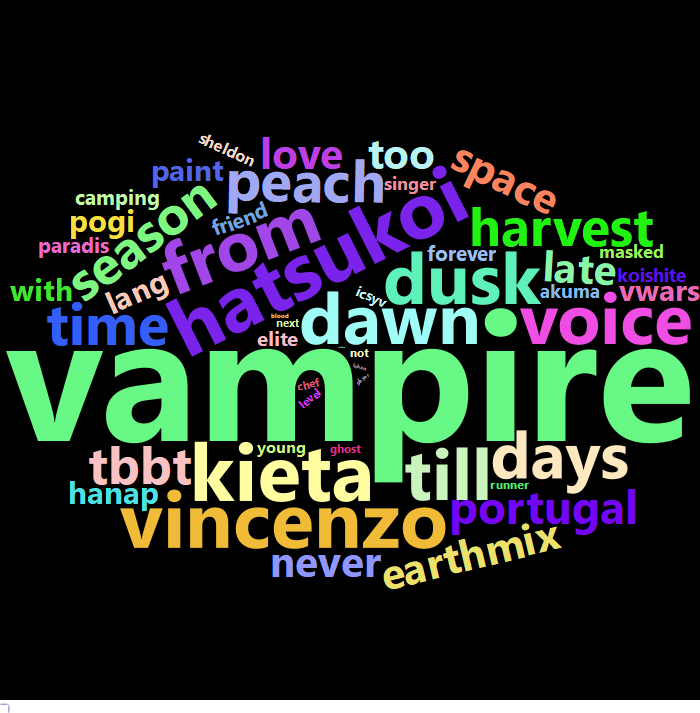 sheldon
love
too
space
paint
peach
singer
camping
season
friend
from
hatsukoi
harvest
pogi
paradis
forever
masked
late
koishite
with
lang
dusk
akuma
vwars
icsyv
time
blood
next
dawn
voice
elite
not
vampire
chef
level
tbbt
kieta
young
ghost
till
days
hanap
runner
vincenzo
portugal
never
earthmix